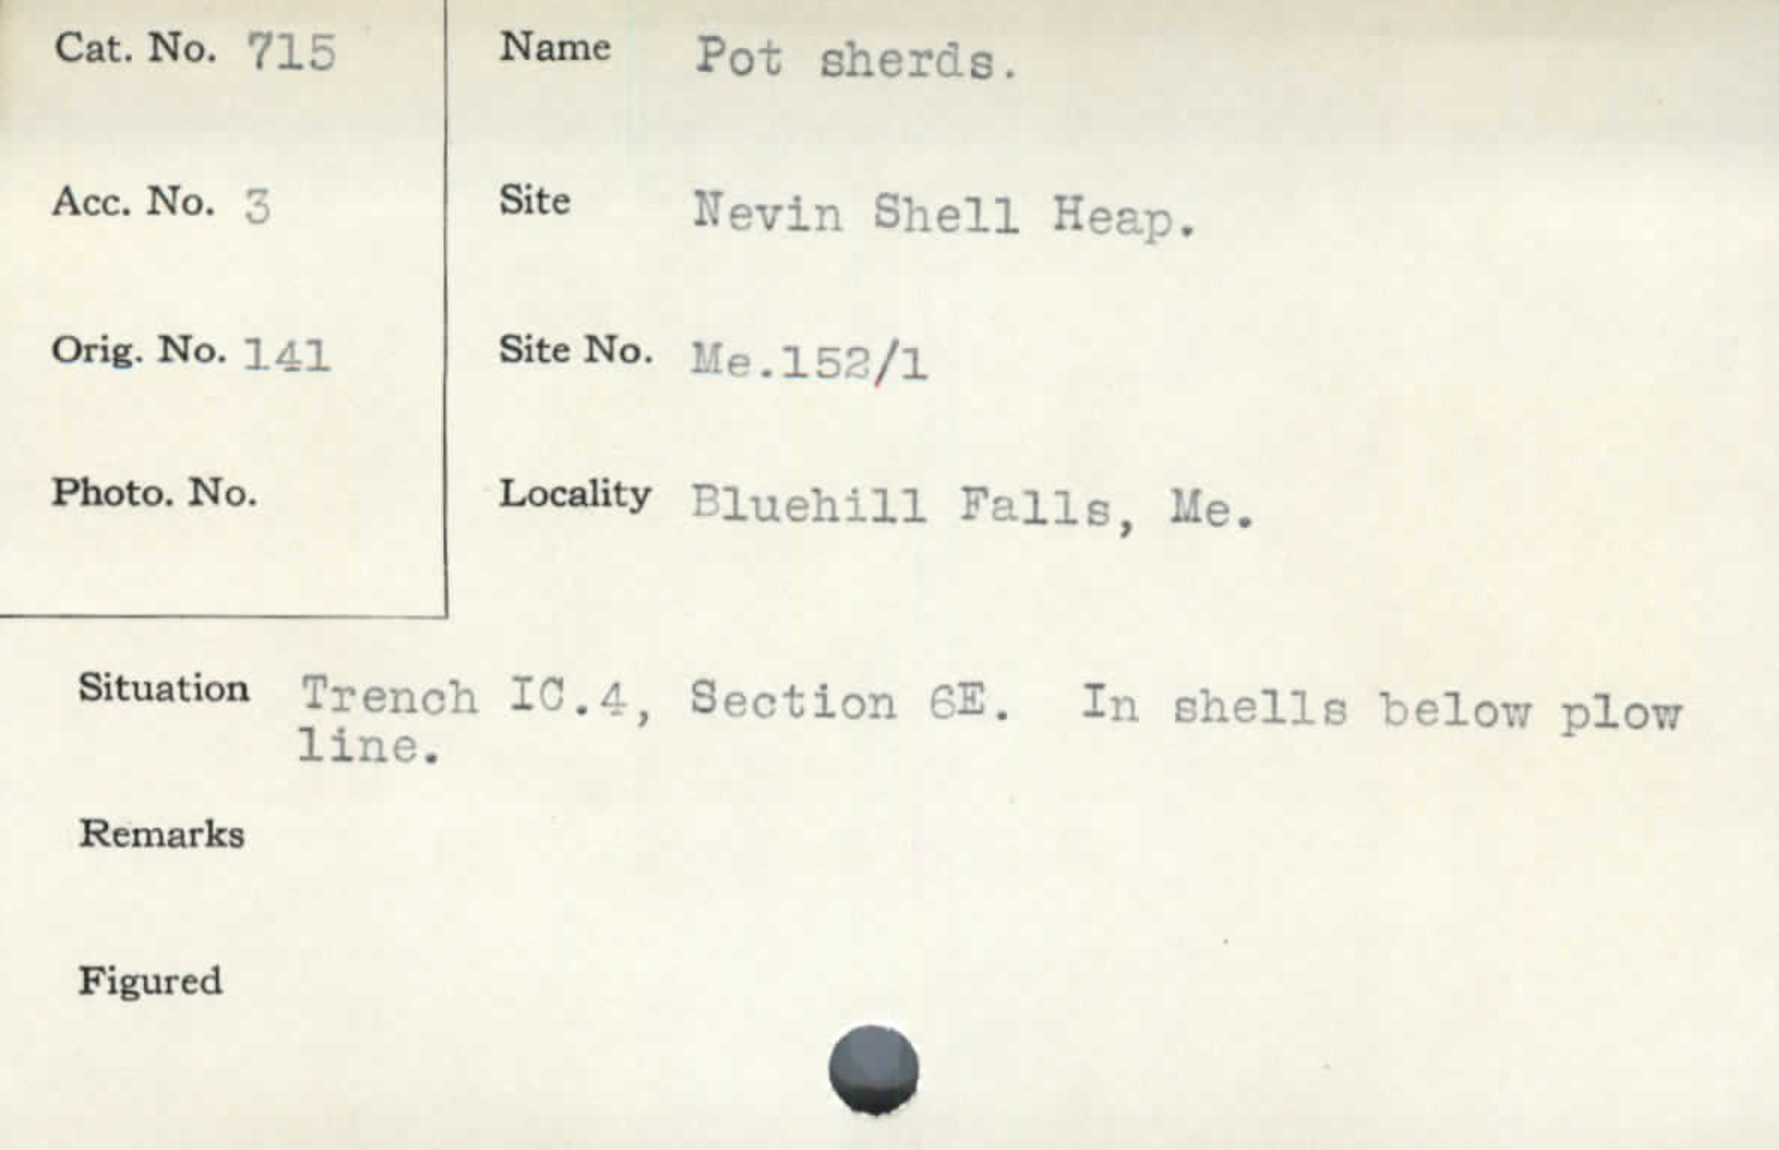 Cat. No. 715
Name Pot sherds.
Acc. No. 3
Site Nevin Shell Heap.
Orig. No. 141
Site No. Me.152/1
Photo. No.
Locality Bluehill Falls, Me.
Situation Trench IC.4, Section 6E. In shells below plow
line.
Remarks
Figured